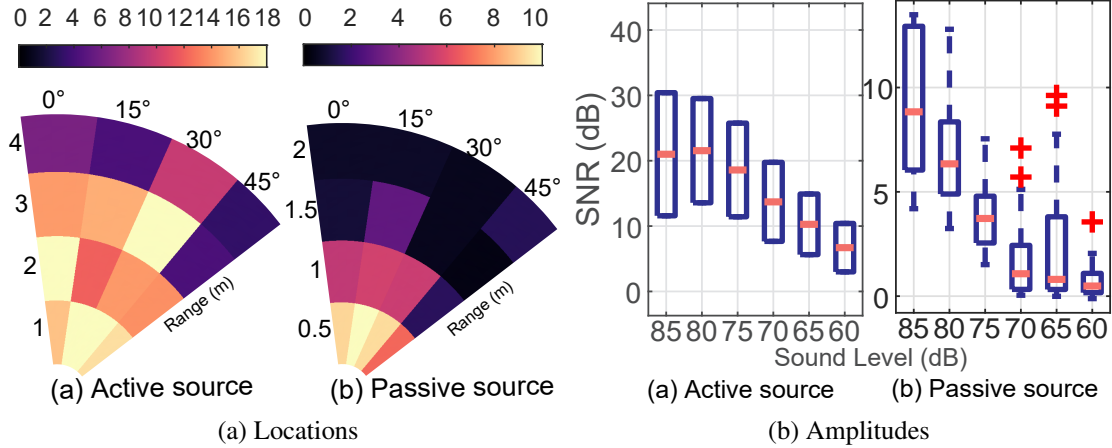 0 2 4 6 8 10 12 14 16 18
0 2 4 6 8 10
0° 15° 30° 45°
4
3
2
1
Range (m)
(a) Active source
0° 15° 30° 45°
2
1.5
1
0.5
Range (m)
(b) Passive source
(a) Locations
SNR (dB)
40
30
20
10
0
85 80 75 70 65 60
10
5
0
85 80 75 70 65 60
Sound Level (dB)
(a) Active source
(b) Passive source
(b) Amplitudes